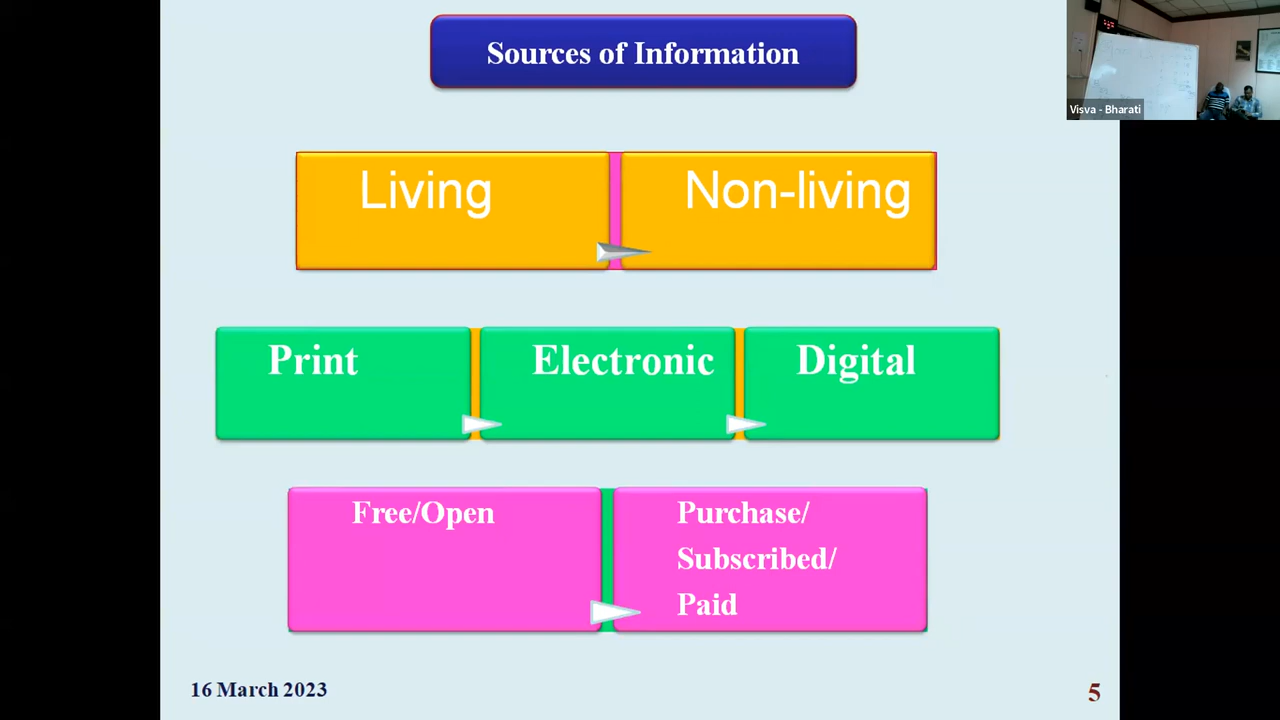 Sources of Information
Visva - Bharati
Living
Non-living
Print
Electronic
Digital
Free/Open
Purchase/
Subscribed/
Paid
16 March 2023
5